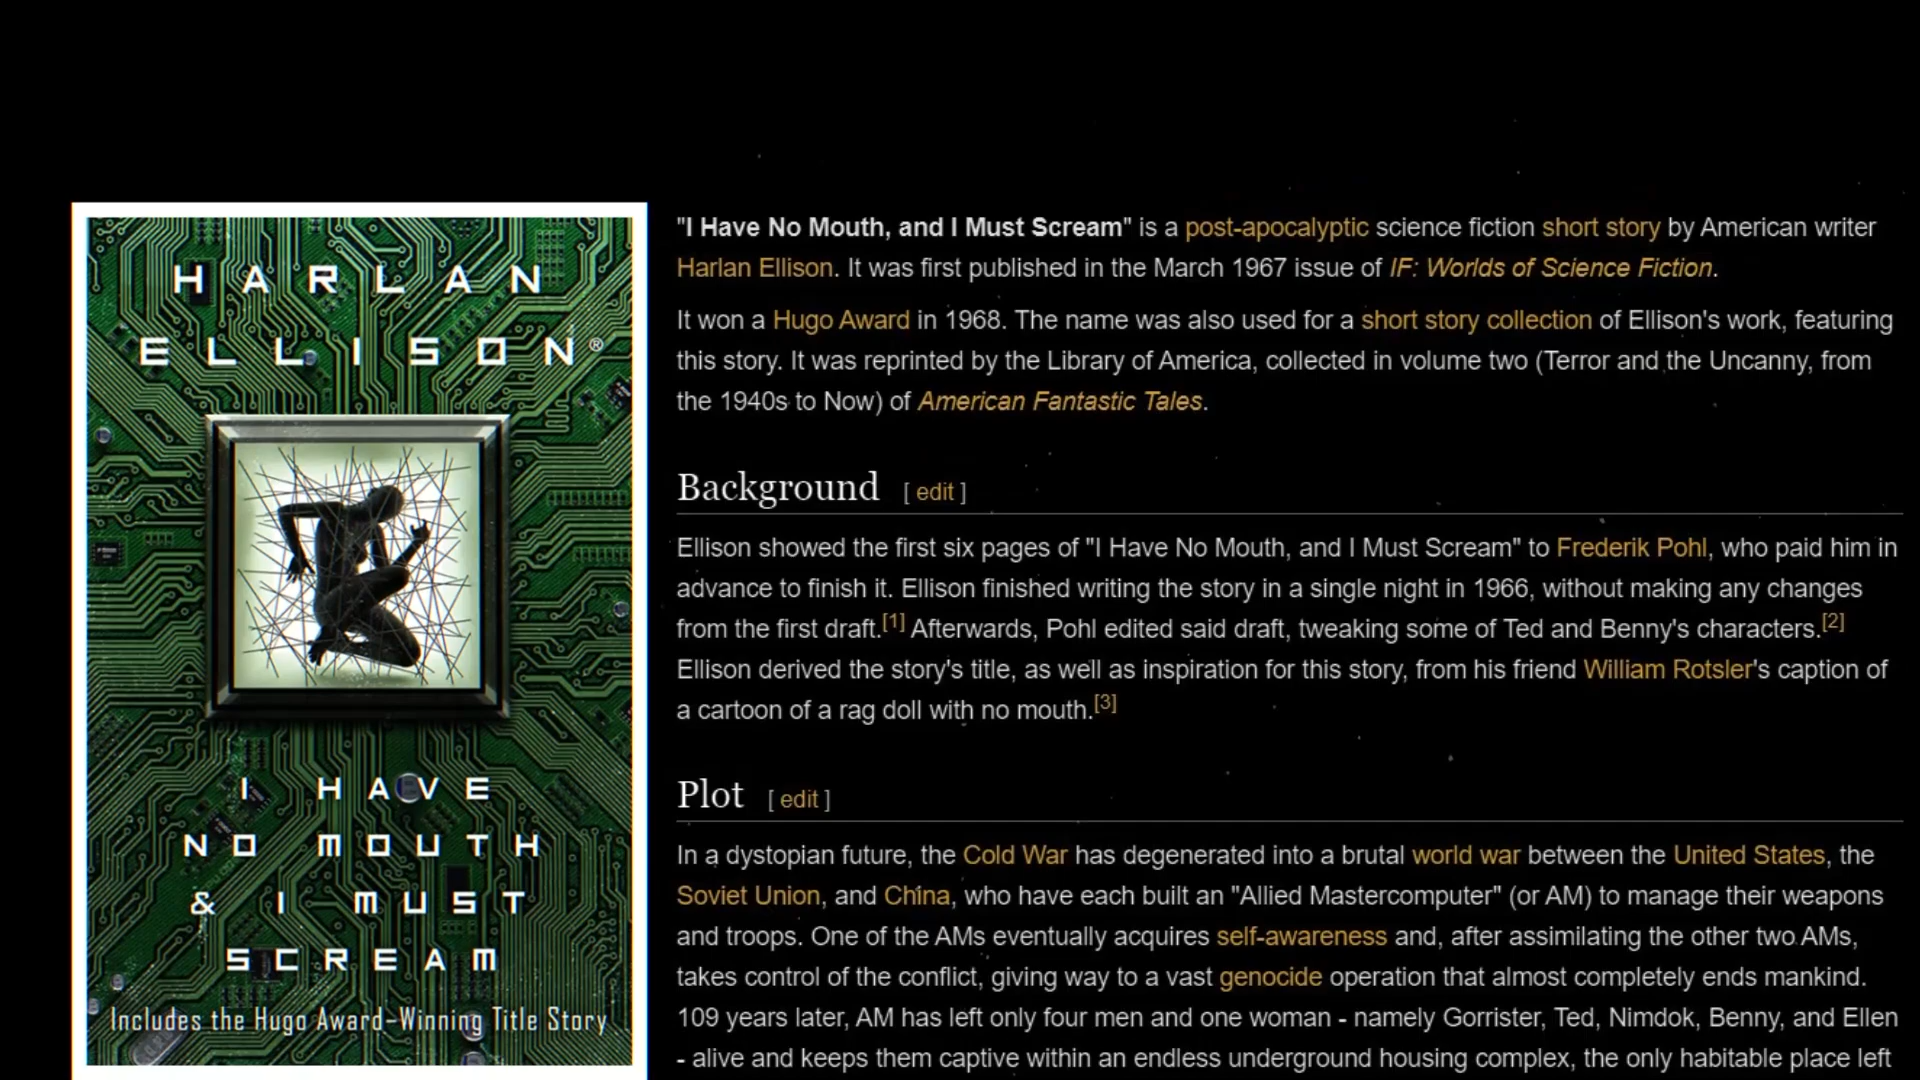 HARLAN
ELLISON®
I HAVE
NO MOUTH
& I MUST
SCREAM
Includes the Hugo Award-Winning Title Story
"I Have No Mouth, and I Must Scream" is a post-apocalyptic science fiction short story by American writer
Harlan Ellison. It was first published in the March 1967 issue of IF: Worlds of Science Fiction.
It won a Hugo Award in 1968. The name was also used for a short story collection of Ellison's work, featuring
this story. It was reprinted by the Library of America, collected in volume two (Terror and the Uncanny, from
the 1940s to Now) of American Fantastic Tales.
Background [ edit ]
Ellison showed the first six pages of "I Have No Mouth, and I Must Scream" to Frederik Pohl, who paid him in
advance to finish it. Ellison finished writing the story in a single night in 1966, without making any changes
from the first draft.[1] Afterwards, Pohl edited said draft, tweaking some of Ted and Benny's characters.[2]
Ellison derived the story's title, as well as inspiration for this story, from his friend William Rotsler's caption of
a cartoon of a rag doll with no mouth.[3]
Plot [ edit ]
In a dystopian future, the Cold War has degenerated into a brutal world war between the United States, the
Soviet Union, and China, who have each built an "Allied Mastercomputer" (or AM) to manage their weapons
and troops. One of the AMs eventually acquires self-awareness and, after assimilating the other two AMs,
takes control of the conflict, giving way to a vast genocide operation that almost completely ends mankind.
109 years later, AM has left only four men and one woman - namely Gorrister, Ted, Nimdok, Benny, and Ellen
- alive and keeps them captive within an endless underground housing complex, the only habitable place left